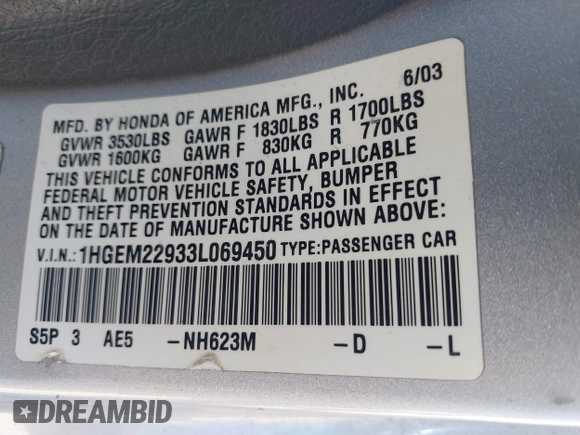 6/03
MFD. BY HONDA OF AMERICA MFG., INC.
GVWR 3530LBS GAWR F 1830LBS R 1700LBS
GVWR 1600KG GAWR F 830KG R 770KG
THIS VEHICLE CONFORMS TO ALL APPLICABLE
FEDERAL MOTOR VEHICLE SAFETY, BUMPER
AND THEFT PREVENTION STANDARDS IN EFFECT
ON THE DATE OF MANUFACTURE SHOWN ABOVE:
V.I.N.: 1HGEM22933L069450 TYPE:PASSENGER CAR
S5P 3 AE5 -NH623M -D -L
DREAMBID